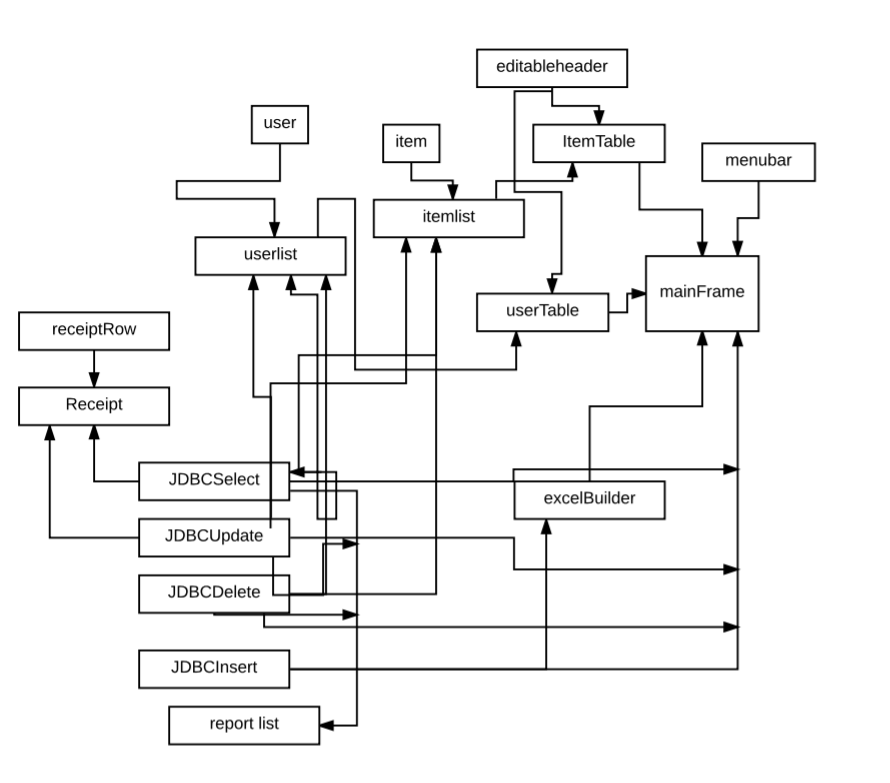 editableheader
user
item
ItemTable
menubar
itemlist
userlist
mainFrame
userTable
receiptRow
Receipt
JDBCSelect
excelBuilder
JDBCUpdate
JDBCDelete
JDBCInsert
report list